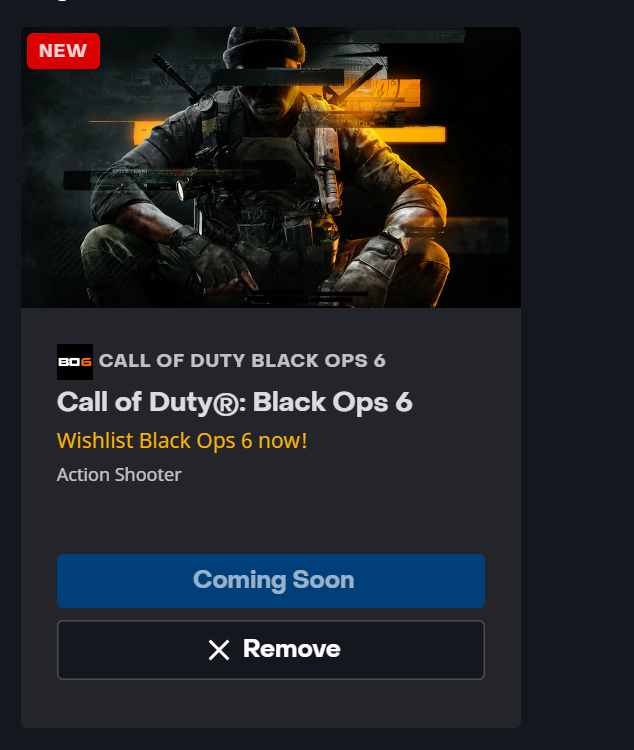 NEW
BO6 CALL OF DUTY BLACK OPS 6
Call of Duty®: Black Ops 6
Wishlist Black Ops 6 now!
Action Shooter
Coming Soon
Remove